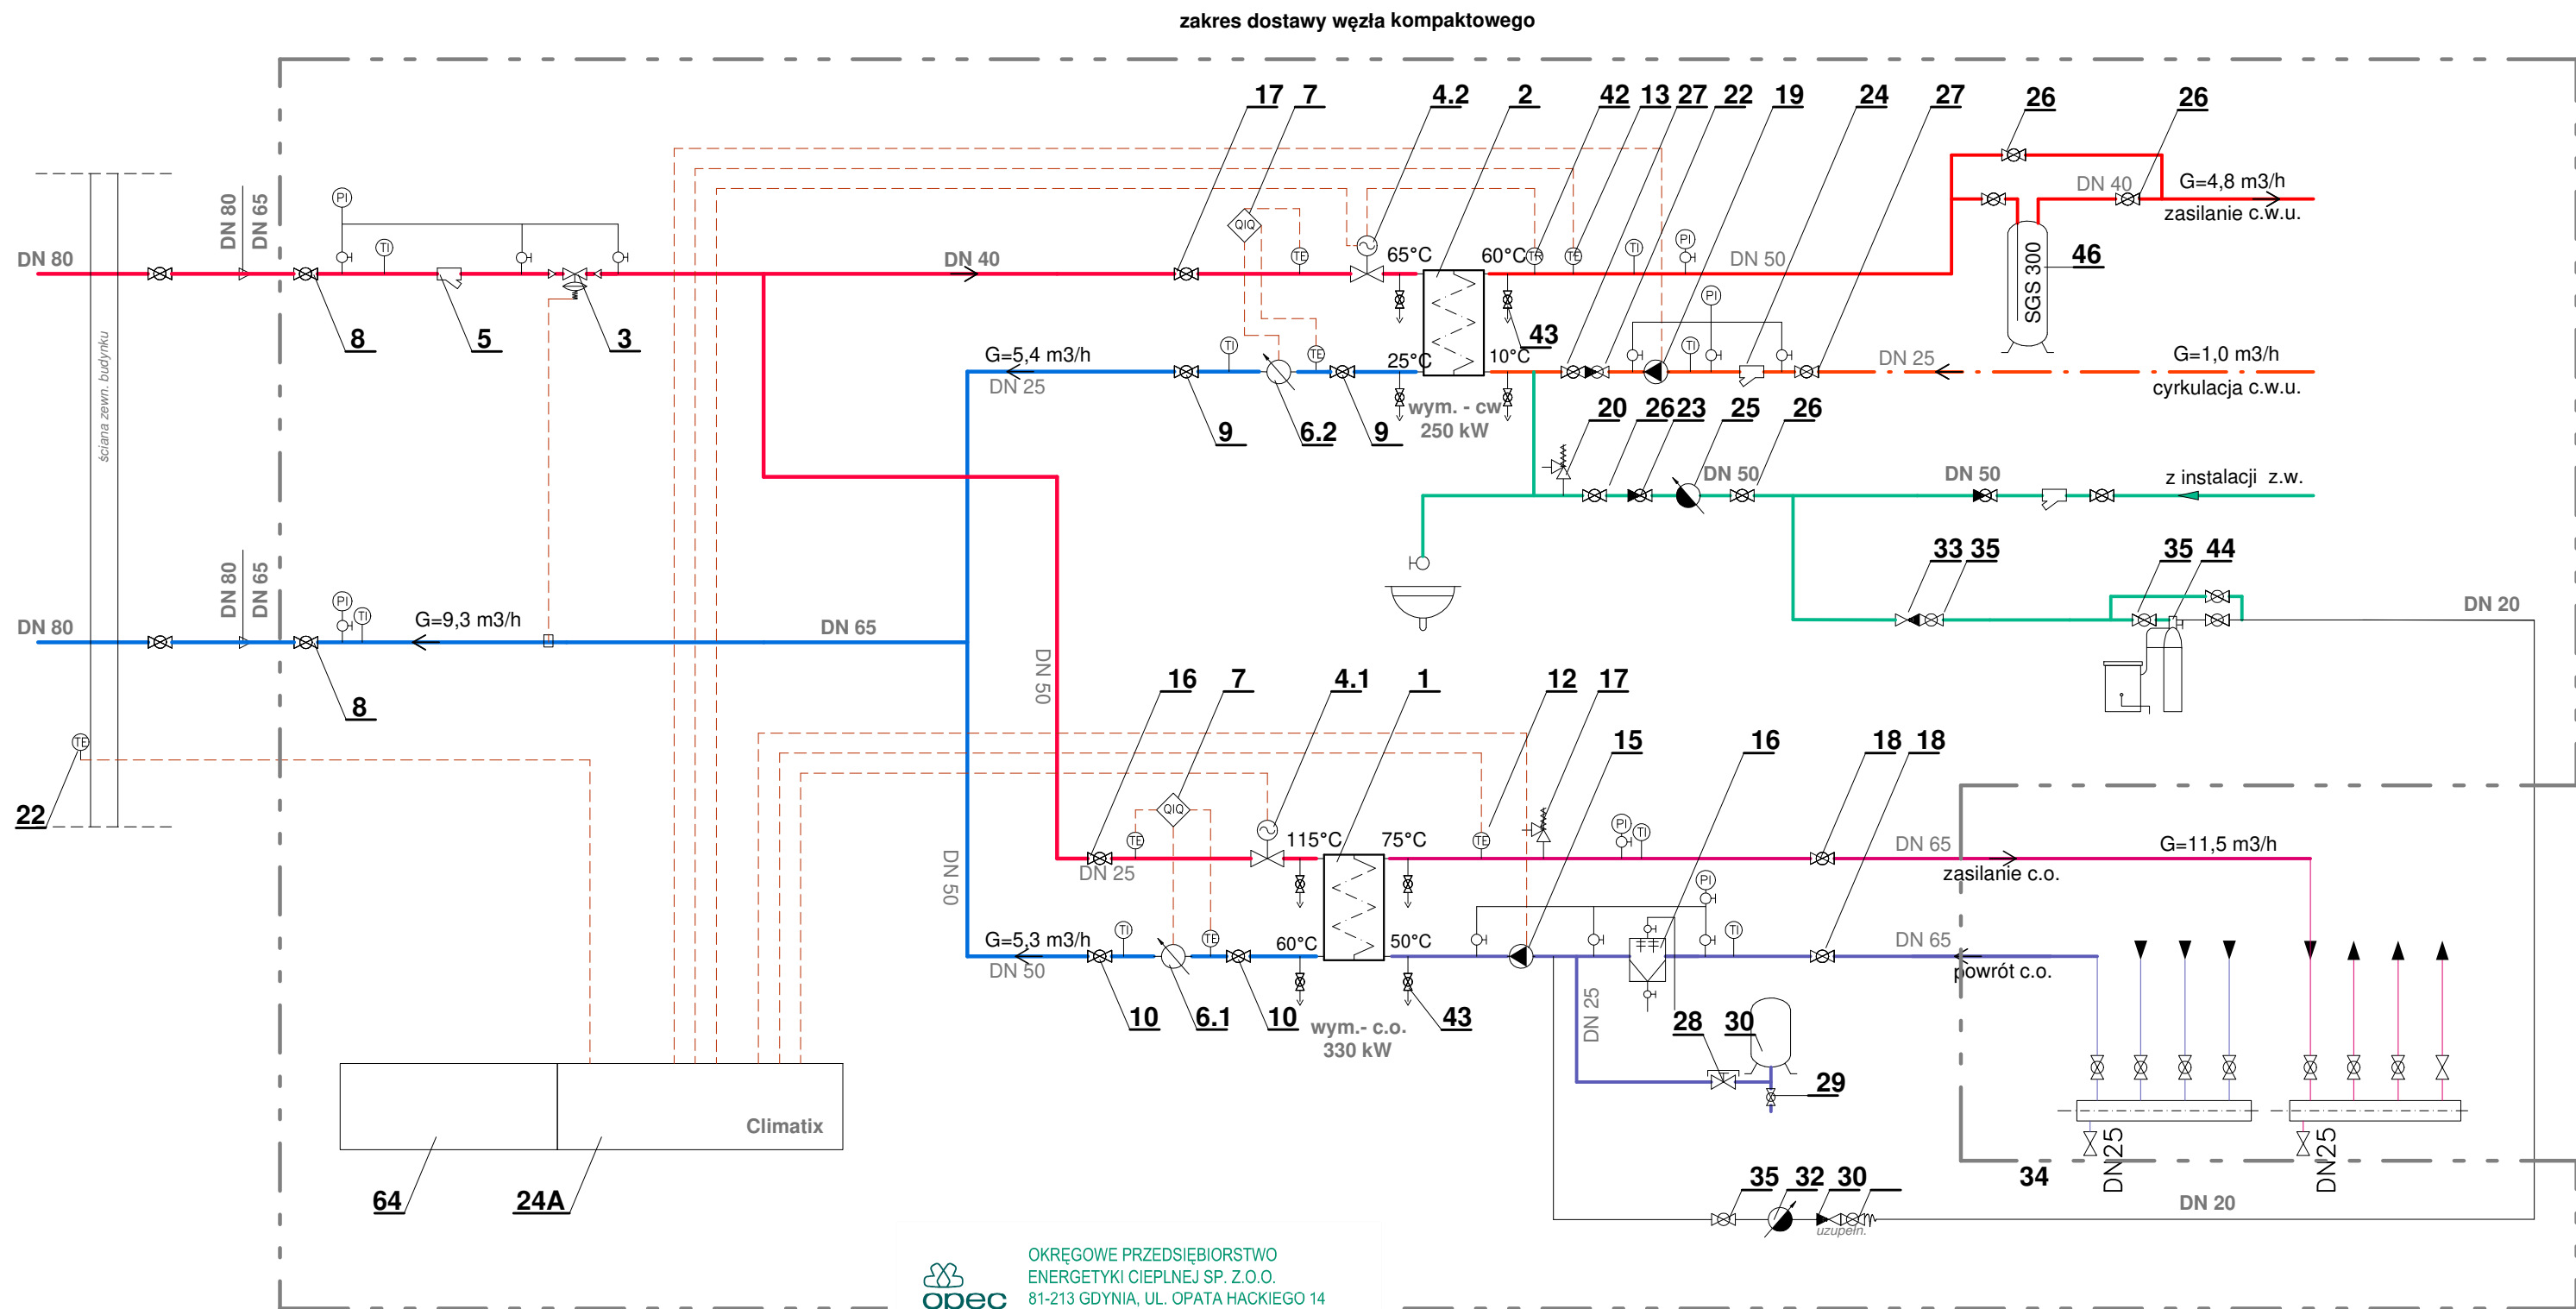 zakres dostawy węzła kompaktowego
17 7 4.2 2 42 13 27 22 19 24 27 26 26
DN 80 DN 65
PI
TI
DN 80
DN 40
QIQ
TE
65°C
60°C
TR
TE
TI
PI
DN 50
DN 40
G=4,8 m3/h
zasilanie c.w.u.
SGS 300
46
8 5 3
ściana zewn. budynku
43
PI
G=5,4 m3/h
DN 25
TI
TE
25°C
10°C
TI
DN 25
G=1,0 m3/h
cyrkulacja c.w.u.
9 6.2 9
wym. - cw
250 kW
20 26 23 25 26
DN 50
DN 50
z instalacji z.w.
33 35 35 44
DN 20
DN 80 DN 65
PI
TI
DN 80
G=9,3 m3/h
DN 65
8
DN 50
16 7 4.1 1 12 17
15 16 18 18
TE
22
QIQ
TE
115°C
75°C
TE
PI
TI
DN 65
G=11,5 m3/h
zasilanie c.o.
DN 25
DN 50
PI
G=5,3 m3/h
DN 50
TI
TE
60°C
50°C
TI
DN 65
powrót c.o.
10 6.1 10
wym.- c.o.
330 kW
43
DN 25
28 30
29
Climatix
64 24A
DN25
DN25
34
35 32 30
uzupełn.
DN 20
opec
OKRĘGOWE PRZEDSIĘBIORSTWO
ENERGETYKI CIEPLNEJ SP. Z.O.O.
81-213 GDYNIA, UL. OPATA HACKIEGO 14